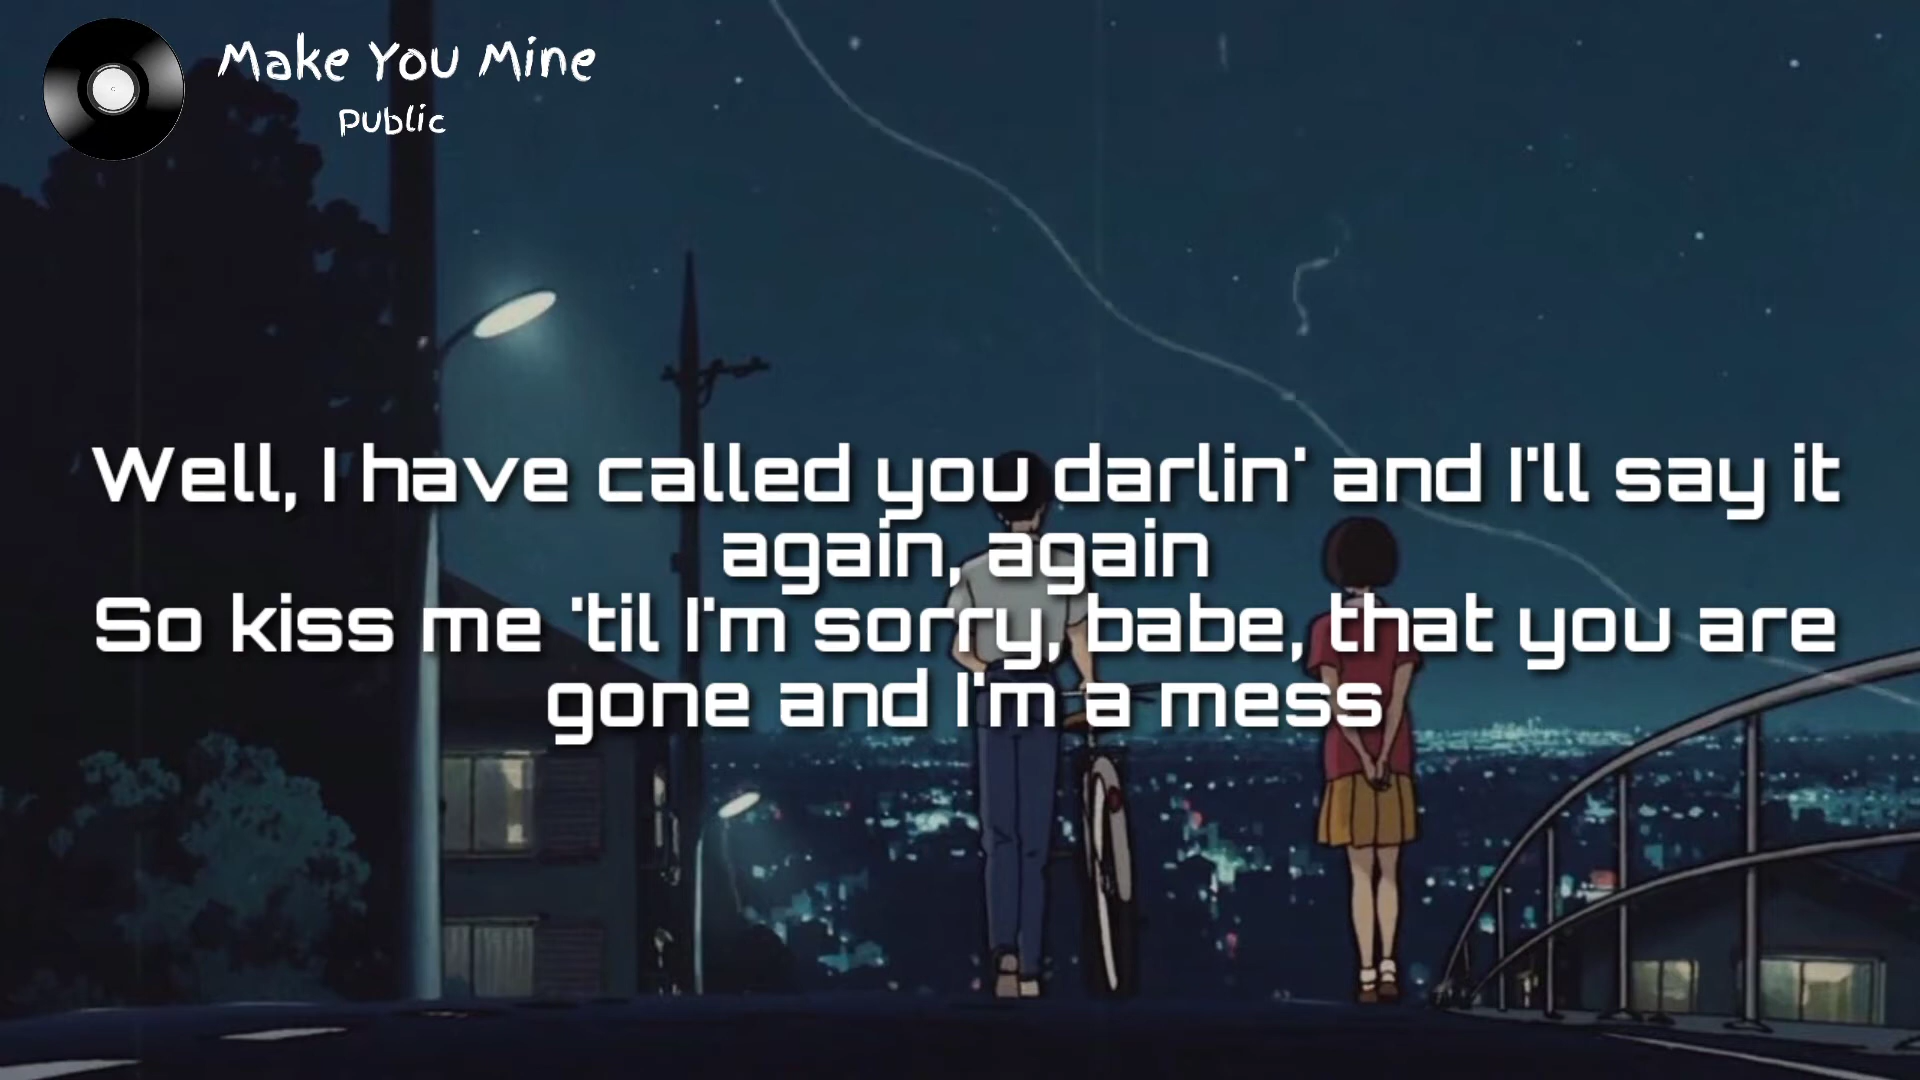 Make You Mine
Public
Well, I have called you darlin' and I'll say it
again, again
So kiss me 'til I'm sorry, babe, that you are
gone and I'm a mess